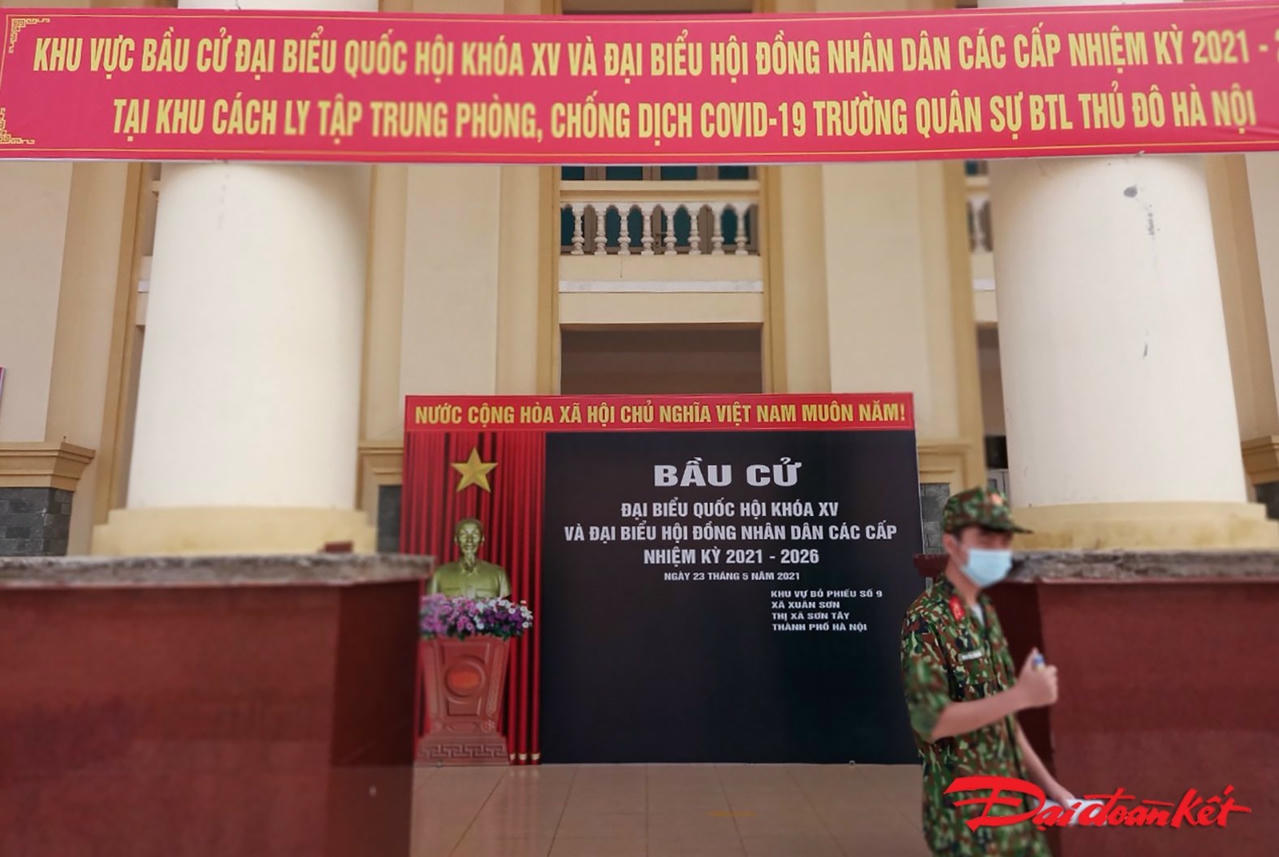 KHU VỰC BẦU CỬ ĐẠI BIỂU QUỐC HỘI KHÓA XV VÀ ĐẠI BIỂU HỘI ĐỒNG NHÂN DÂN CÁC CẤP NHIỆM KỲ 2021 -
TẠI KHU CÁCH LY TẬP TRUNG PHÒNG, CHỐNG DỊCH COVID-19 TRƯỜNG QUÂN SỰ BTL THỦ ĐÔ HÀ NỘI
NƯỚC CỘNG HÒA XÃ HỘI CHỦ NGHĨA VIỆT NAM MUÔN NĂM!
BẦU CỬ
ĐẠI BIỂU QUỐC HỘI KHÓA XV
VÀ ĐẠI BIỂU HỘI ĐỒNG NHÂN DÂN CÁC CẤP
NHIỆM KỲ 2021 - 2026
NGÀY 23 THÁNG 5 NĂM 2021
KHU VỰ BỎ PHIẾU SỐ 9
XÃ XUÂN SƠN
THỊ XÃ SƠN TÂY
THÀNH PHỐ HÀ NỘI
Đại đoàn Kết